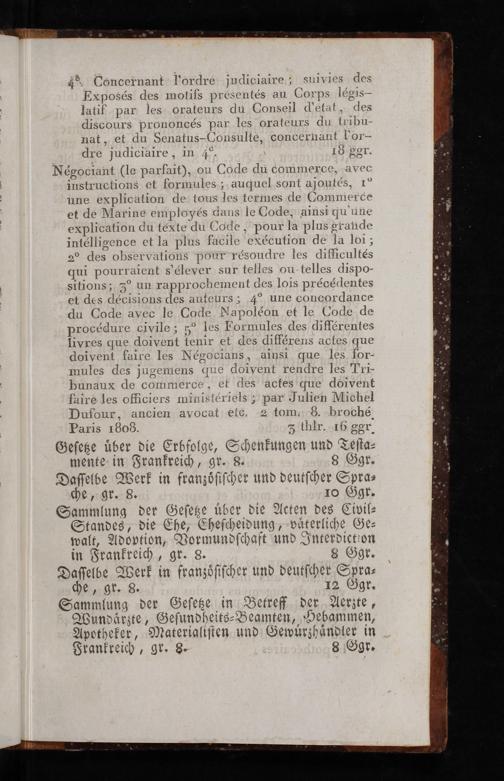 4° Concernant l'ordre judiciaire; suivies des
Exposés des motifs présentés au Corps légis-
latif par les orateurs du Conseil d'état, des
discours prononcés par les orateurs du tribu-
nat, et du Senatus-Consulte, concernant l'or-
dre judiciaire, in 4° 18 ggr.
Négociant (le parfait), ou Code du commerce, avec
instructions et formules; auquel sont ajoutés, 1°
une explication de tous les termes de Commerce
et de Marine employés dans le Code, ainsi qu'une
explication du texte du Code, pour la plus grande
intélligence et la plus facile exécution de la loi;
2° des observations pour résoudre les difficultés
qui pourraient s'élever sur telles ou telles dispo-
sitions; 3° un rapprochement des lois précédentes
et des décisions des auteurs; 4° une concordance
du Code avec le Code Napoléon et le Code de
procédure civile; 5° les Formules des différentes
livres que doivent tenir et des différens actes que
doivent faire les Négocians, ainsi que les for-
mules des jugemens que doivent rendre les Tri-
bunaux de commerce, et des actes que doivent
faire les officiers ministériels; par Julien Michel
Dufour, ancien avocat etc. 2 tom. 8. broché
Paris 1808. 3 thlr. 16 ggr.
Gesetze über die Erbfolge, Schenkungen und Testa-
mente in Frankreich, gr. 8. 8 Ggr.
Dasselbe Werk in französischer und deutscher Spra-
che, gr. 8. 10 Ggr.
Sammlung der Gesetze über die Acten des Civil-
Standes, die Ehe, Ehescheidung, väterliche Ge-
walt, Adoption, Vormundschaft und Interdiction
in Frankreich, gr. 8. 8 Ggr.
Dasselbe Werk in französischer und deutscher Spra-
che, gr. 8. 12 Ggr.
Sammlung der Gesetze in Betreff der Aerzte,
Wundärzte, Gesundheits-Beamten, Hebammen,
Apotheker, Materialisten und Gewürzhändler in
Frankreich, gr. 8. 8 Ggr.